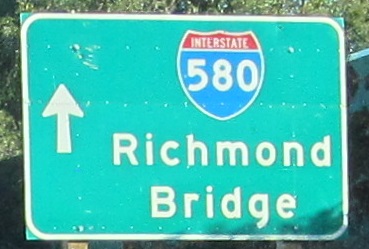 INTERSTATE
580
Richmond
Bridge